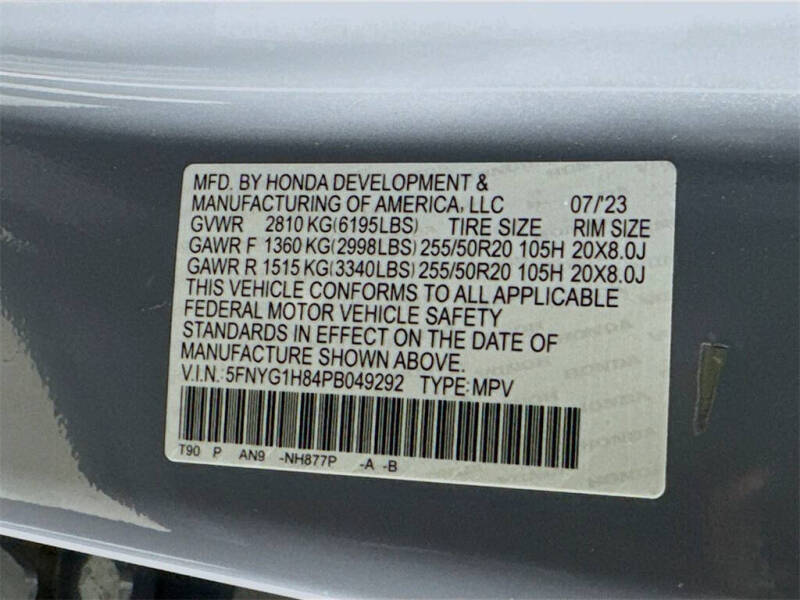 MFD. BY HONDA DEVELOPMENT &
MANUFACTURING OF AMERICA, LLC 07/'23
GVWR 2810 KG(6195LBS) TIRE SIZE RIM SIZE
GAWR F 1360 KG(2998LBS) 255/50R20 105H 20X8.0J
GAWR R 1515 KG(3340LBS) 255/50R20 105H 20X8.0J
THIS VEHICLE CONFORMS TO ALL APPLICABLE
FEDERAL MOTOR VEHICLE SAFETY
STANDARDS IN EFFECT ON THE DATE OF
MANUFACTURE SHOWN ABOVE.
V.I.N.: 5FNYG1H84PB049292 TYPE: MPV
T90 P AN9 -NH877P -A -B